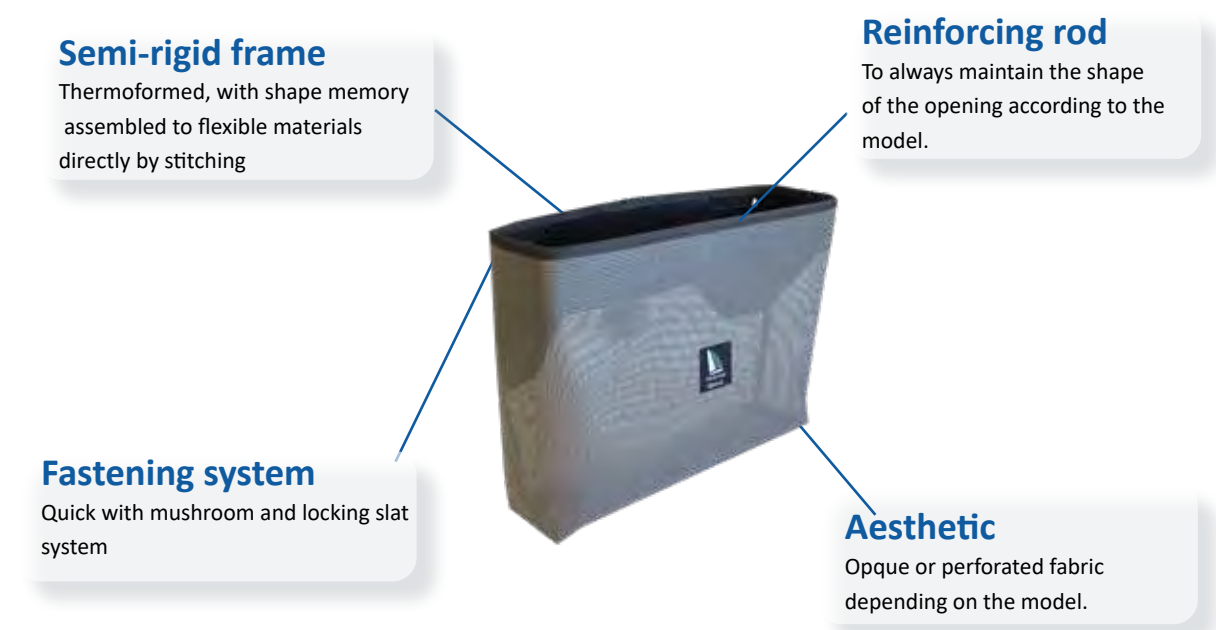 Semi-rigid frame
Thermoformed, with shape memory
assembled to flexible materials
directly by stitching
Reinforcing rod
To always maintain the shape
of the opening according to the
model.
Fastening system
Quick with mushroom and locking slat
system
Aesthetic
Opque or perforated fabric
depending on the model.